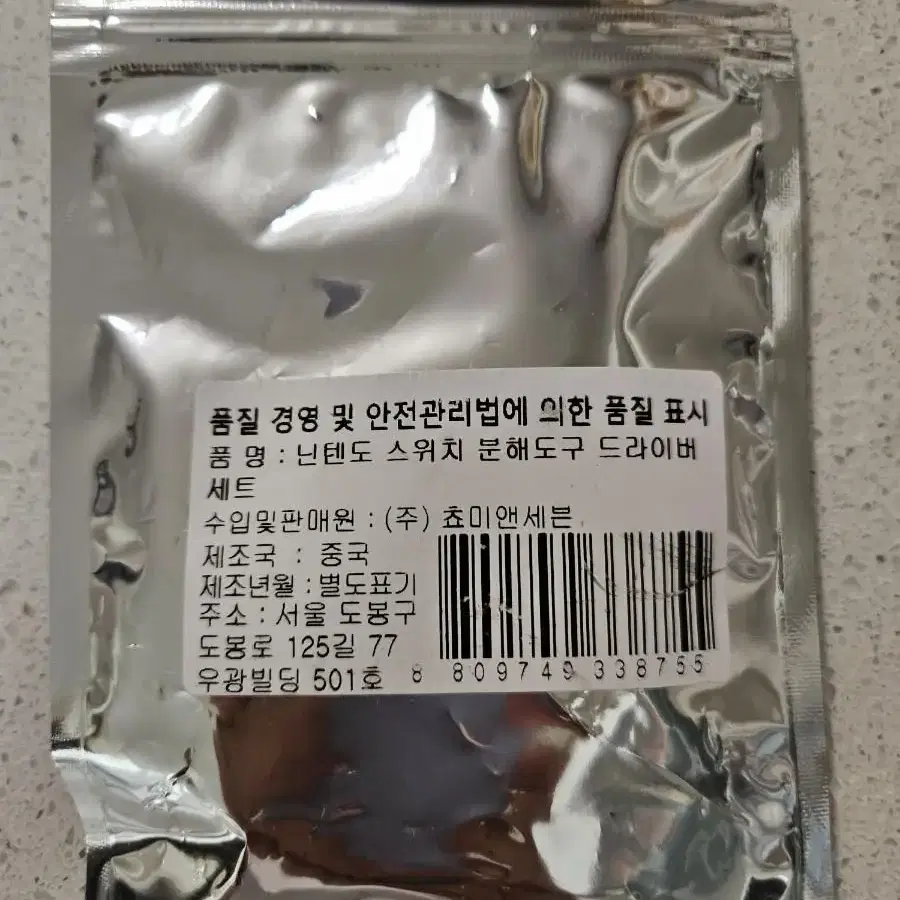 품질 경영 및 안전관리법에 의한 품질 표시
품 명 : 닌텐도 스위치 분해도구 드라이버
세트
수입및판매원 : (주) 쵸미앤세븐
제조국 : 중국
제조년월 : 별도표기
주소 : 서울 도봉구
도봉로 125길 77
우광빌딩 501호
8 809749 338755